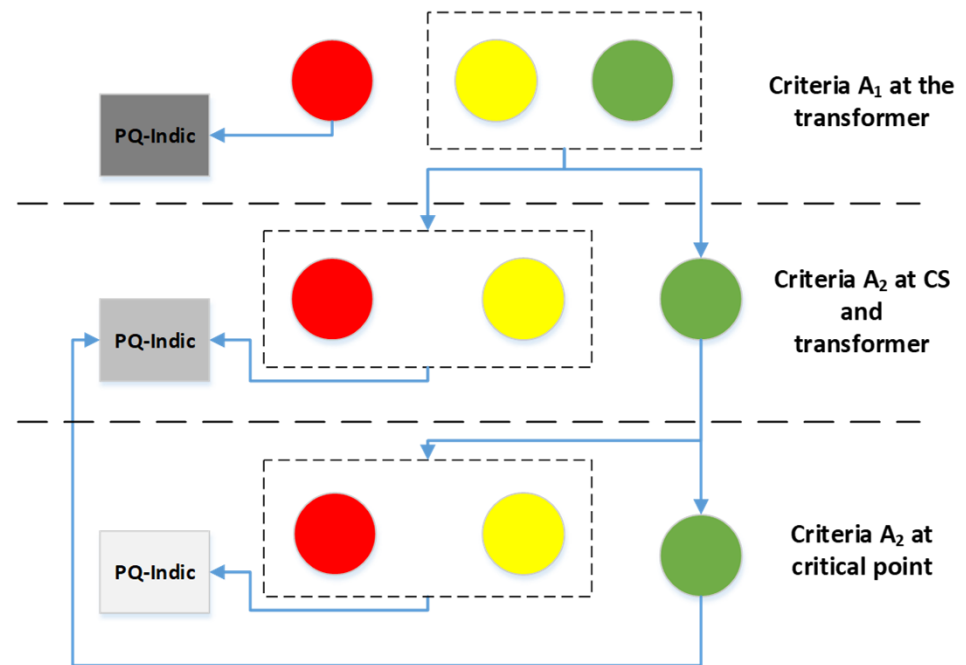 Criteria A₁ at the
transformer
PQ-Indic
Criteria A₂ at CS
and
transformer
PQ-Indic
Criteria A₂ at
critical point
PQ-Indic